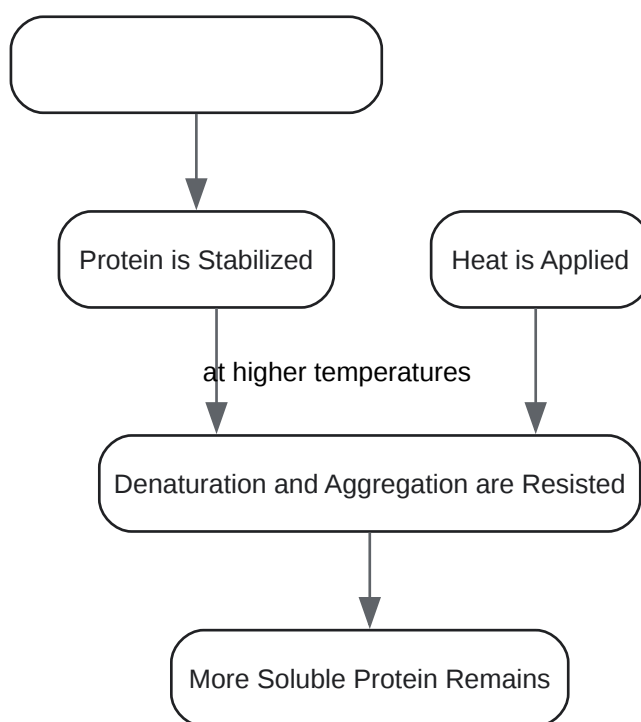 Protein is Stabilized
Heat is Applied
at higher temperatures
Denaturation and Aggregation are Resisted
More Soluble Protein Remains